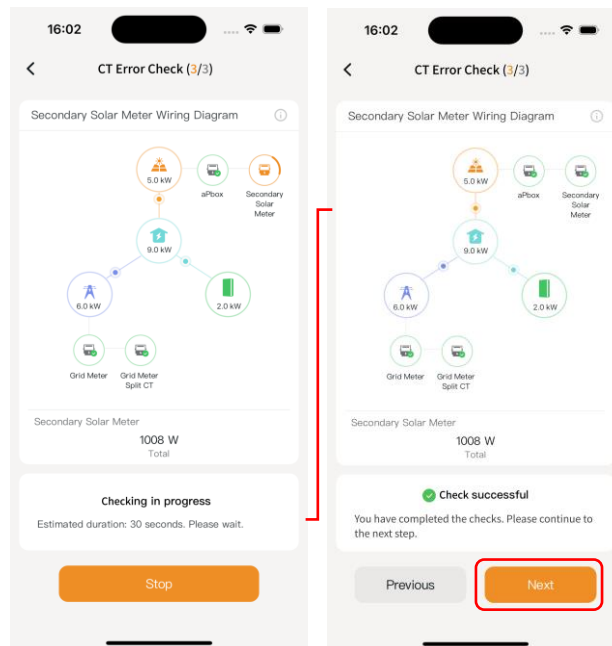 16:02
CT Error Check (3/3)
Secondary Solar Meter Wiring Diagram
5.0 kW
aPbox
Secondary
Solar
Meter
9.0 kW
6.0 kW
2.0 kW
Grid Meter
Grid Meter
Split CT
Secondary Solar Meter
1008 W
Total
Checking in progress
Estimated duration: 30 seconds. Please wait.
Stop
16:02
CT Error Check (3/3)
Secondary Solar Meter Wiring Diagram
5.0 kW
aPbox
Secondary
Solar
Meter
9.0 kW
6.0 kW
2.0 kW
Grid Meter
Grid Meter
Split CT
Secondary Solar Meter
1008 W
Total
Check successful
You have completed the checks. Please continue to
the next step.
Previous
Next